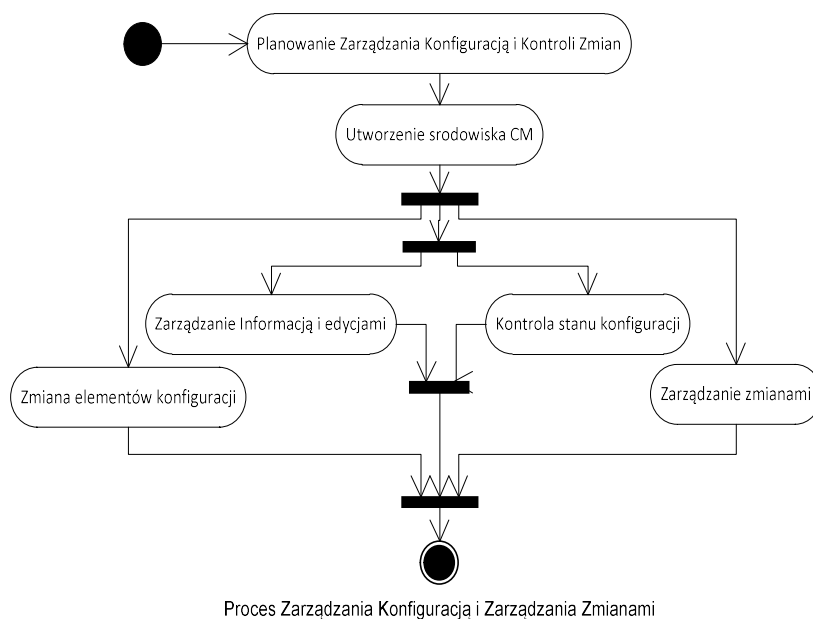 Planowanie Zarządzania Konfiguracją i Kontroli Zmian
Utworzenie srodowiska CM
Zarządzanie Informacją i edycjami
Kontrola stanu konfiguracji
Zmiana elementów konfiguracji
Zarządzanie zmianami
Proces Zarządzania Konfiguracją i Zarządzania Zmianami